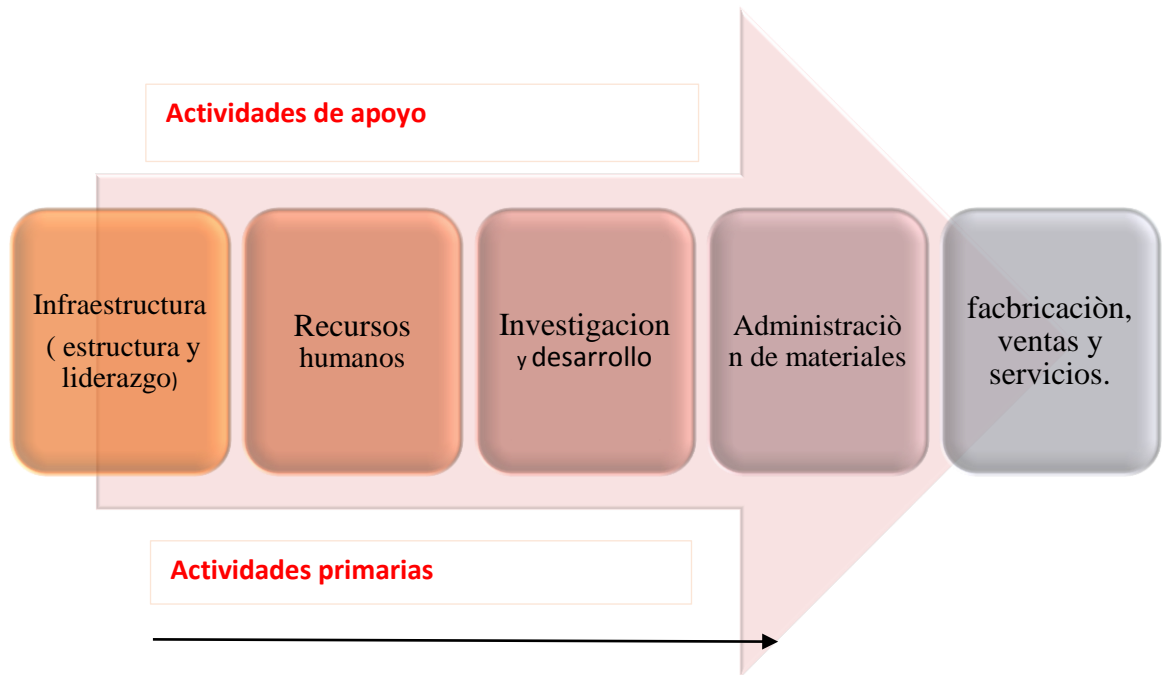 Actividades de apoyo
Infraestructura
( estructura y
liderazgo)
Recursos
humanos
Investigacion
y desarrollo
Administraciò
n de materiales
facbricaciòn,
ventas y
servicios.
Actividades primarias